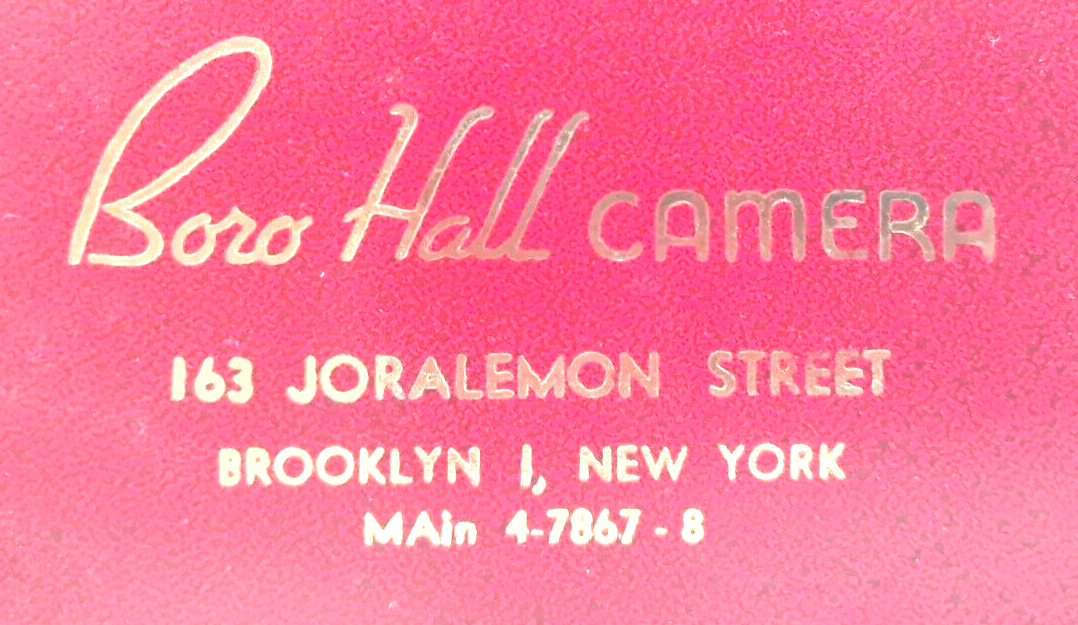 Boro Hall CAMERA
163 JORALEMON STREET
BROOKLYN 1, NEW YORK
MAin 4-7867-8